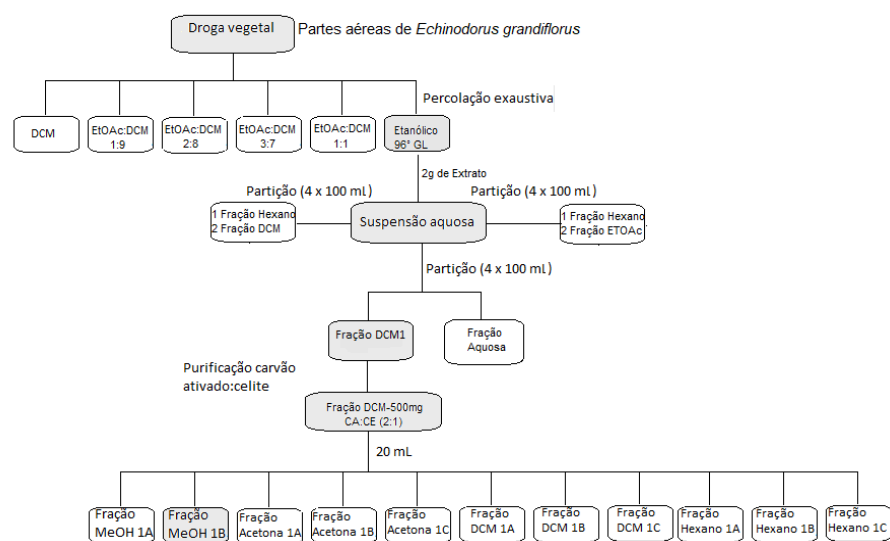 Droga vegetal
Partes aéreas de Echinodorus grandiflorus
Percolação exaustiva
DCM
EtOAc:DCM
1:9
EtOAc:DCM
2:8
EtOAc:DCM
3:7
EtOAc:DCM
1:1
Etanólico
96° GL
2g de Extrato
Partição (4 x 100 ml)
Partição (4 x 100 ml)
1 Fração Hexano
2 Fração DCM
Suspensão aquosa
1 Fração Hexano
2 Fração ETOAc
Partição (4 x 100 mL)
Fração DCM1
Fração
Aquosa
Purificação carvão
ativado:celite
Fração DCM-500mg
CA:CE (2:1)
20 mL
Fração
MeOH 1A
Fração
MeOH 1B
Fração
Acetona 1A
Fração
Acetona 1B
Fração
Acetona 1C
Fração
DCM 1A
Fração
DCM 1B
Fração
DCM 1C
Fração
Hexano 1A
Fração
Hexano 1B
Fração
Hexano 1C